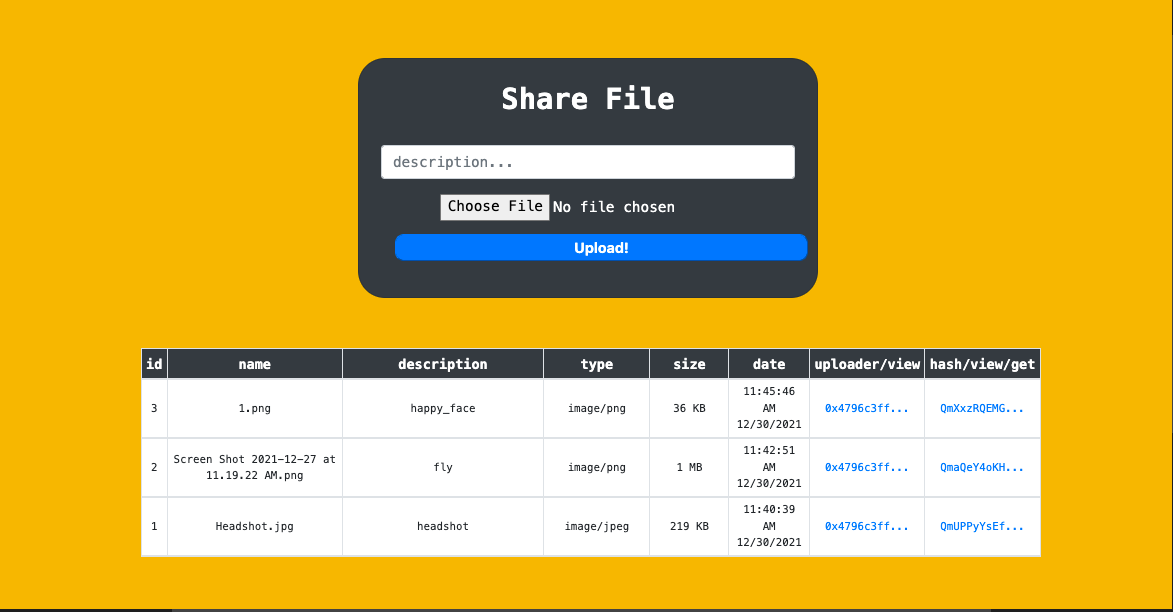 Share File
description...
Choose File No file chosen
Upload!
id name description type size date uploader/view hash/view/get
3 1.png happy_face image/png 36 KB 11:45:46 AM 12/30/2021 0x4796c3ff... QmXxzRQEMG...
2 Screen Shot 2021-12-27 at 11.19.22 AM.png fly image/png 1 MB 11:42:51 AM 12/30/2021 0x4796c3ff... QmaQeY4oKH...
1 Headshot.jpg headshot image/jpeg 219 KB 11:40:39 AM 12/30/2021 0x4796c3ff... QmUPPyYsEf...